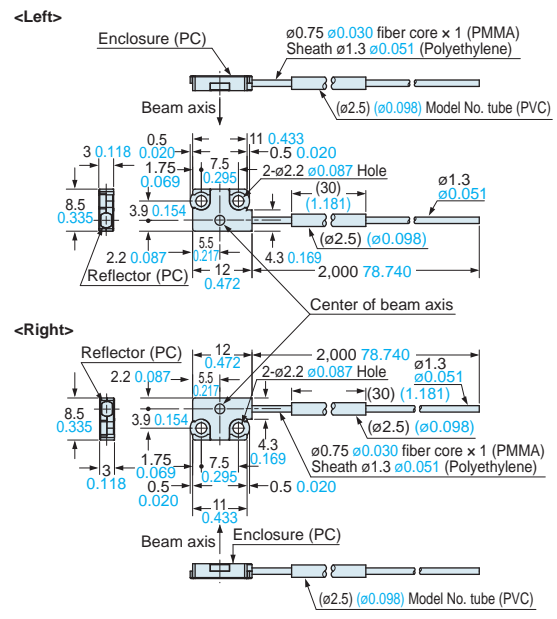 <Left>
Enclosure (PC)
ø0.75 ø0.030 fiber core × 1 (PMMA)
Sheath ø1.3 ø0.051 (Polyethylene)
Beam axis
(ø2.5) (ø0.098) Model No. tube (PVC)
0.5
0.020
11 0.433
3 0.118
0.5 0.020
1.75
0.069
7.5
0.295
2-ø2.2 ø0.087 Hole
(30)
(1.181)
ø1.3
ø0.051
8.5
0.335
3.9 0.154
(ø2.5) (ø0.098)
2.2 0.087
5.5
0.217
4.3 0.169
Reflector (PC)
12
0.472
2,000 78.740
Center of beam axis
<Right>
Reflector (PC)
12
0.472
2,000 78.740
2.2 0.087
5.5
0.217
2-ø2.2 ø0.087 Hole
ø1.3
ø0.051
(30) (1.181)
8.5
0.335
3.9 0.154
(ø2.5) (ø0.098)
4.3
0.169
ø0.75 ø0.030 fiber core × 1 (PMMA)
Sheath ø1.3 ø0.051 (Polyethylene)
3
0.118
1.75
0.069
7.5
0.295
0.5
0.020
0.5 0.020
11
0.433
Beam axis
Enclosure (PC)
(ø2.5) (ø0.098) Model No. tube (PVC)